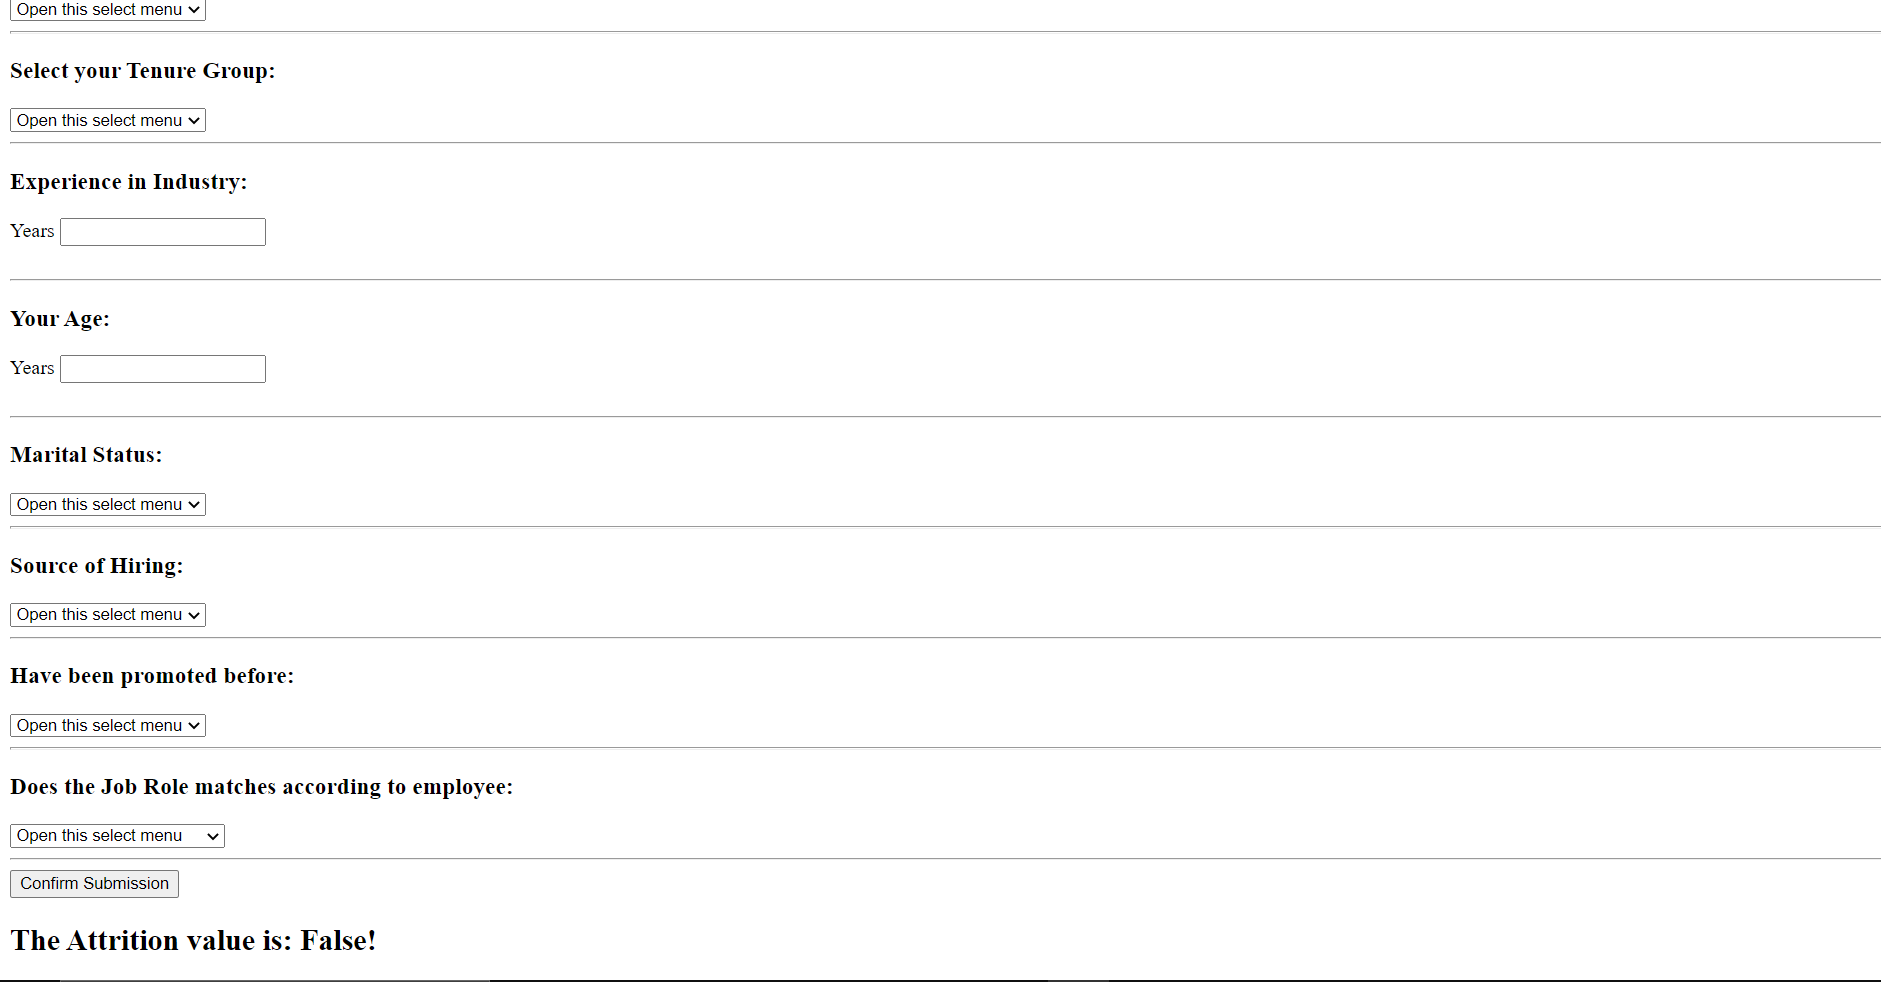 Open this select menu
Select your Tenure Group:
Open this select menu
Experience in Industry:
Years
Your Age:
Years
Marital Status:
Open this select menu
Source of Hiring:
Open this select menu
Have been promoted before:
Open this select menu
Does the Job Role matches according to employee:
Open this select menu
Confirm Submission
The Attrition value is: False!